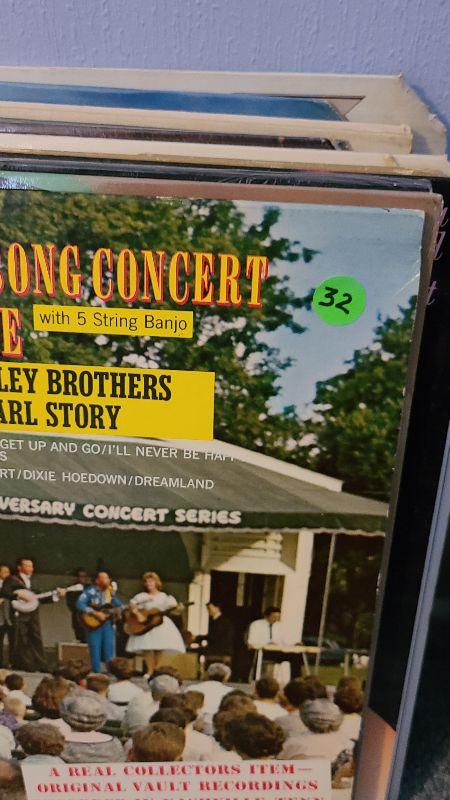 SONG CONCERT
32
E
with 5 String Banjo
LEY BROTHERS
ARL STORY
GET UP AND GO/I'LL NEVER BE HAP
S
RT/DIXIE HOEDOWN/DREAMLAND
VERSARY CONCERT SERIES
A REAL COLLECTORS ITEM—
ORIGINAL VAULT RECORDINGS